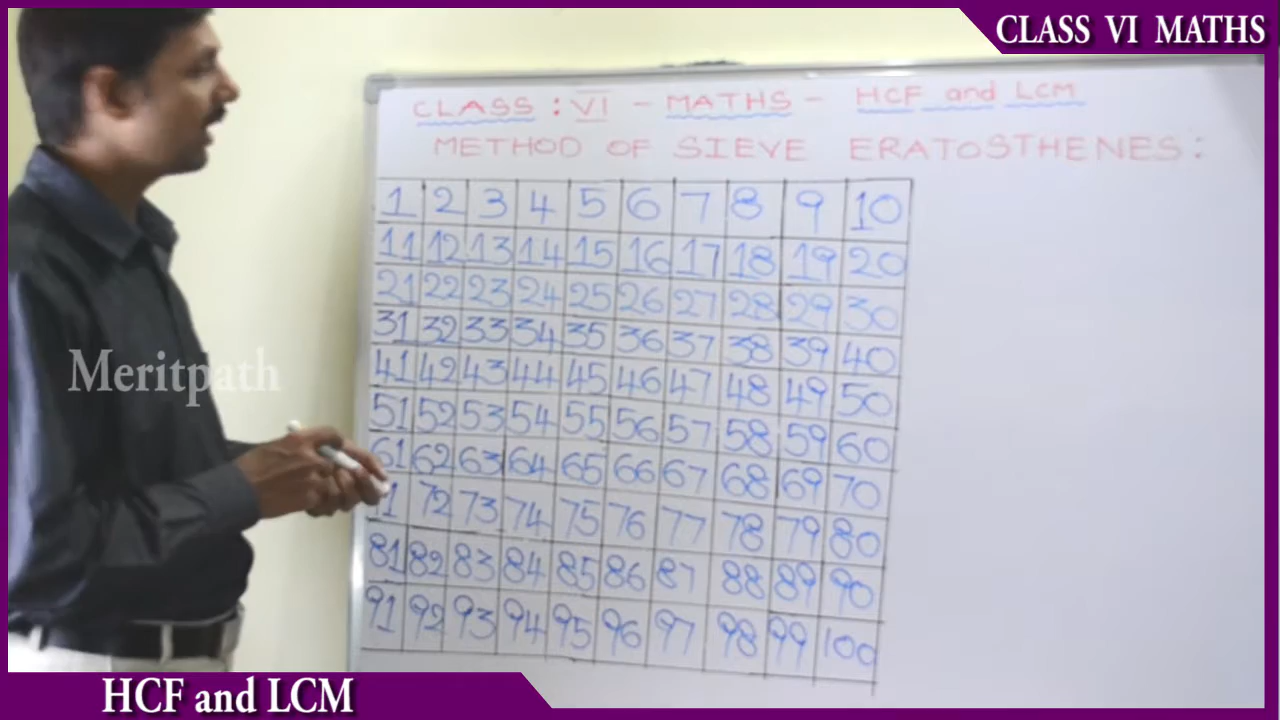 CLASS VI MATHS
CLASS : VI - MATHS - HCF and LCM
METHOD OF SIEVE ERATOSTHENES :
1 2 3 4 5 6 7 8 9 10
11 12 13 14 15 16 17 18 19 20
21 22 23 24 25 26 27 28 29 30
31 32 33 34 35 36 37 38 39 40
41 42 43 44 45 46 47 48 49 50
51 52 53 54 55 56 57 58 59 60
61 62 63 64 65 66 67 68 69 70
1 72 73 74 75 76 77 78 79 80
81 82 83 84 85 86 87 88 89 90
91 92 93 94 95 96 97 98 99 100
Meritpath
HCF and LCM